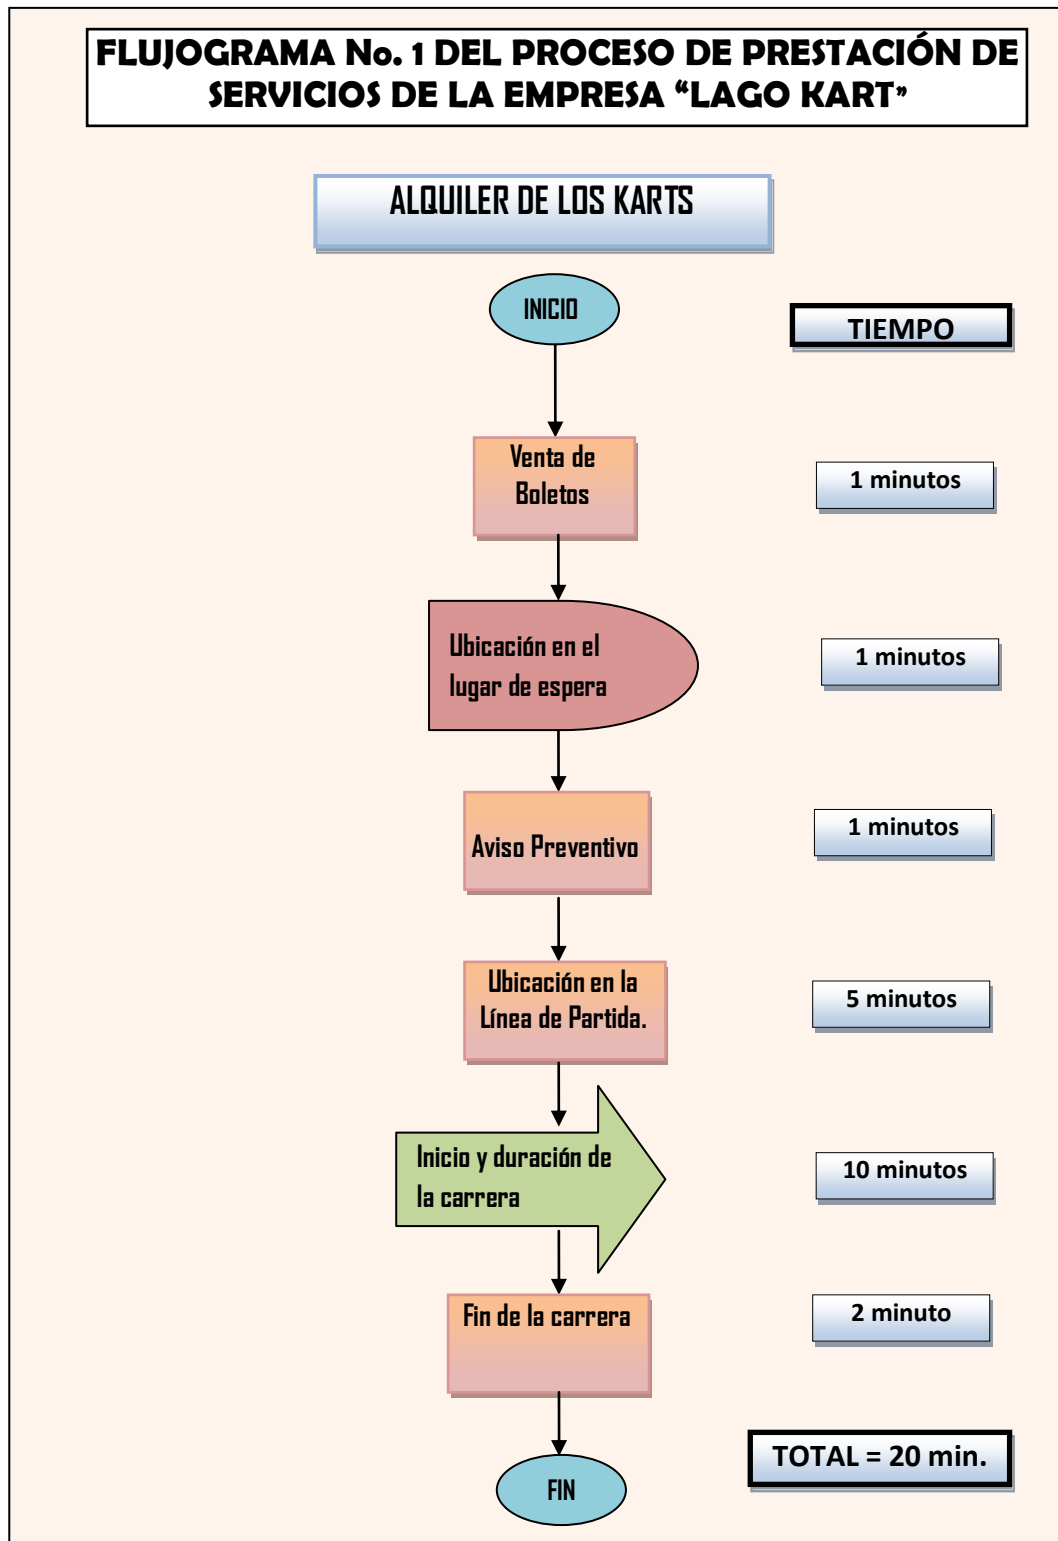 FLUJOGRAMA No. 1 DEL PROCESO DE PRESTACIÓN DE
SERVICIOS DE LA EMPRESA “LAGO KART”
ALQUILER DE LOS KARTS
INICIO
TIEMPO
Venta de
Boletos
1 minutos
Ubicación en el
lugar de espera
1 minutos
Aviso Preventivo
1 minutos
Ubicación en la
Línea de Partida.
5 minutos
Inicio y duración de
la carrera
10 minutos
Fin de la carrera
2 minuto
TOTAL = 20 min.
FIN